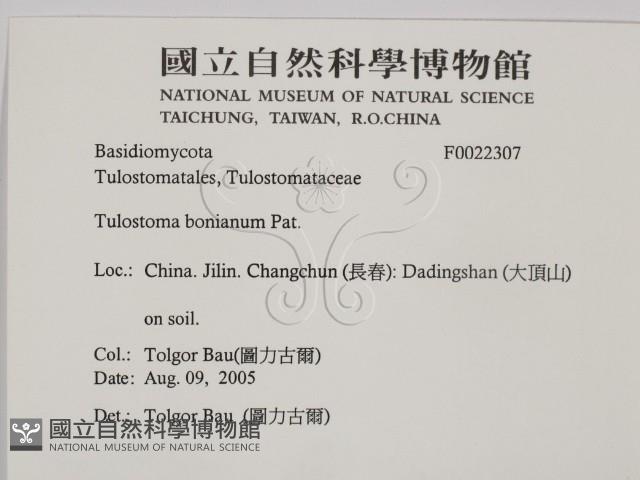 國立自然科學博物館
NATIONAL MUSEUM OF NATURAL SCIENCE
TAICHUNG, TAIWAN, R.O.CHINA
Basidiomycota F0022307
Tulostomatales, Tulostomataceae
Tulostoma bonianum Pat.
Loc.: China. Jilin. Changchun (長春): Dadingshan (大頂山)
on soil.
Col.: Tolgor Bau(圖力古爾)
Date: Aug. 09, 2005
Det.: Tolgor Bau (圖力古爾)
國立自然科學博物館
NATIONAL MUSEUM OF NATURAL SCIENCE